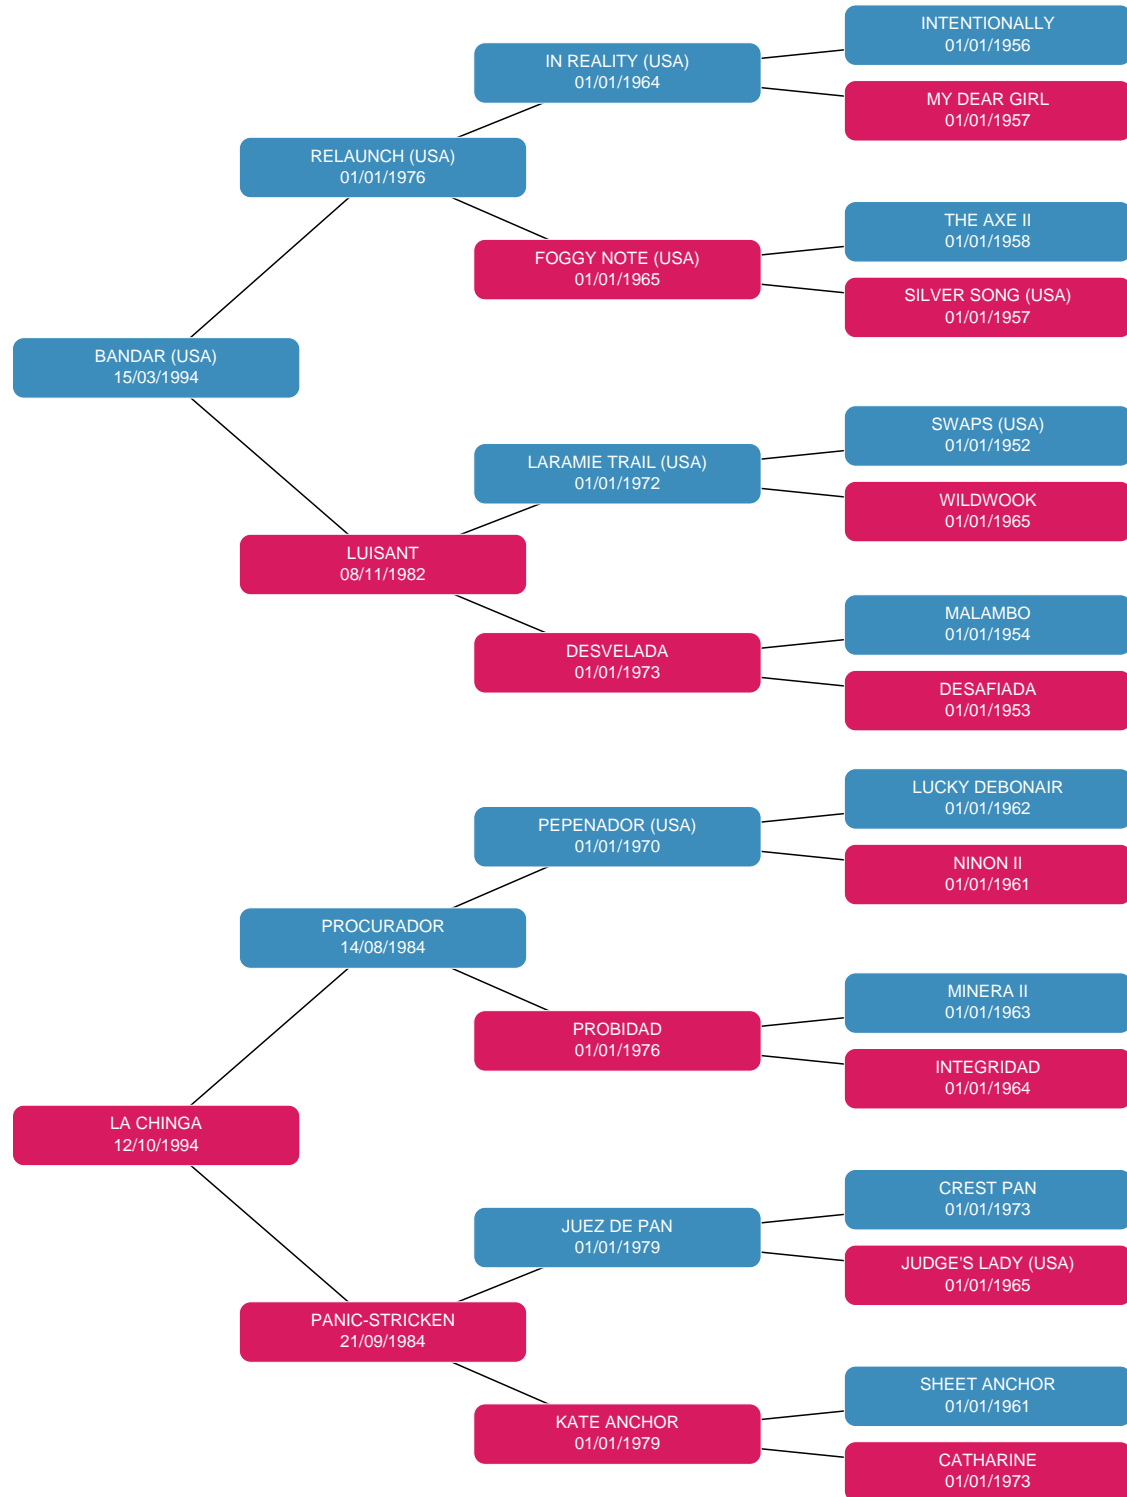 INTENTIONALLY
01/01/1956
IN REALITY (USA)
01/01/1964
MY DEAR GIRL
01/01/1957
RELAUNCH (USA)
01/01/1976
THE AXE II
01/01/1958
FOGGY NOTE (USA)
01/01/1965
SILVER SONG (USA)
01/01/1957
BANDAR (USA)
15/03/1994
SWAPS (USA)
01/01/1952
LARAMIE TRAIL (USA)
01/01/1972
WILDWOOK
01/01/1965
LUISANT
08/11/1982
MALAMBO
01/01/1954
DESVELADA
01/01/1973
DESAFIADA
01/01/1953
LUCKY DEBONAIR
01/01/1962
PEPENADOR (USA)
01/01/1970
NINON II
01/01/1961
PROCURADOR
14/08/1984
MINERA II
01/01/1963
PROBIDAD
01/01/1976
INTEGRIDAD
01/01/1964
LA CHINGA
12/10/1994
CREST PAN
01/01/1973
JUEZ DE PAN
01/01/1979
JUDGE'S LADY (USA)
01/01/1965
PANIC-STRICKEN
21/09/1984
SHEET ANCHOR
01/01/1961
KATE ANCHOR
01/01/1979
CATHARINE
01/01/1973